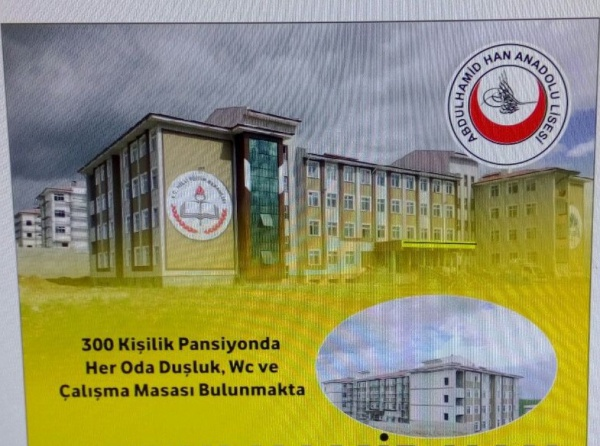 ABDULHAMİD HAN ANADOLU LİSESİ
300 Kişilik Pansiyonda
Her Oda Duşluk, Wc ve
Çalışma Masası Bulunmakta